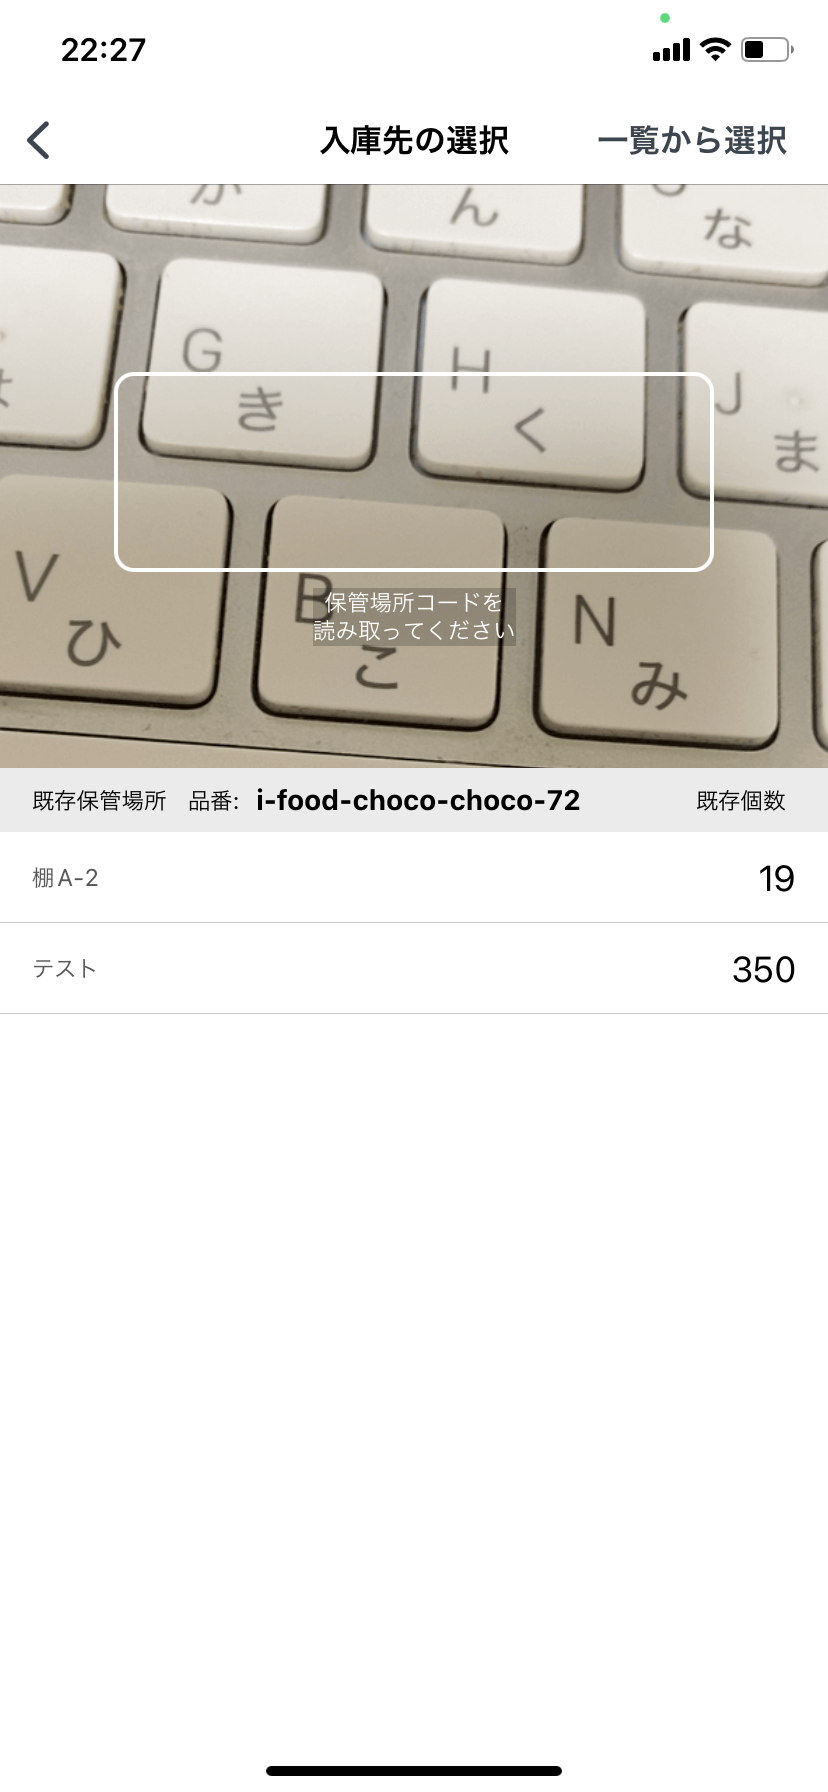 22:27
入庫先の選択
一覧から選択
ん
な
G
き
H
く
J
ま
V
ひ
B
こ
N
み
保管場所コードを
読み取ってください
既存保管場所 品番: i-food-choco-choco-72 既存個数
棚A-2 19
テスト 350